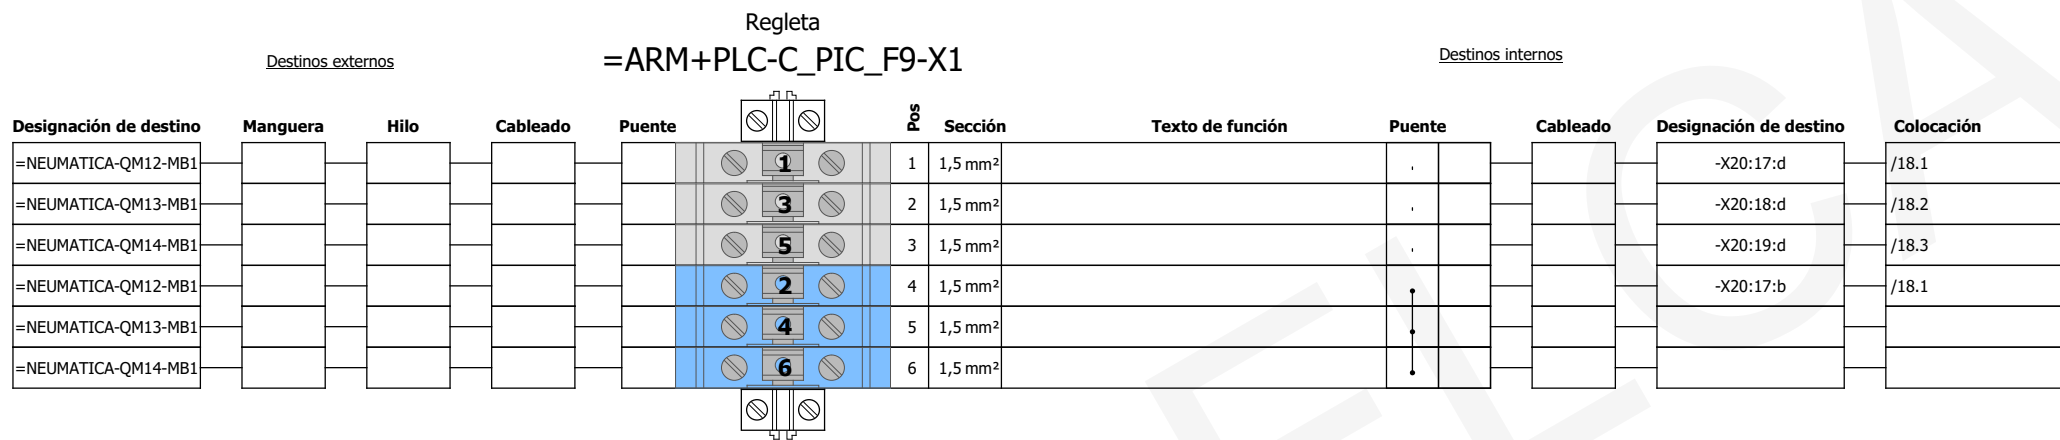 Regleta
=ARM+PLC-C_PIC_F9-X1
Destinos externos
Destinos internos
Designación de destino Manguera Hilo Cableado Puente Pos Sección Texto de función Puente Cableado Designación de destino Colocación
=NEUMATICA-QM12-MB1 1 1 1,5 mm² -X20:17:d /18.1
=NEUMATICA-QM13-MB1 3 2 1,5 mm² -X20:18:d /18.2
=NEUMATICA-QM14-MB1 5 3 1,5 mm² -X20:19:d /18.3
=NEUMATICA-QM12-MB1 2 4 1,5 mm² -X20:17:b /18.1
=NEUMATICA-QM13-MB1 4 5 1,5 mm²
=NEUMATICA-QM14-MB1 6 6 1,5 mm²
ELCA